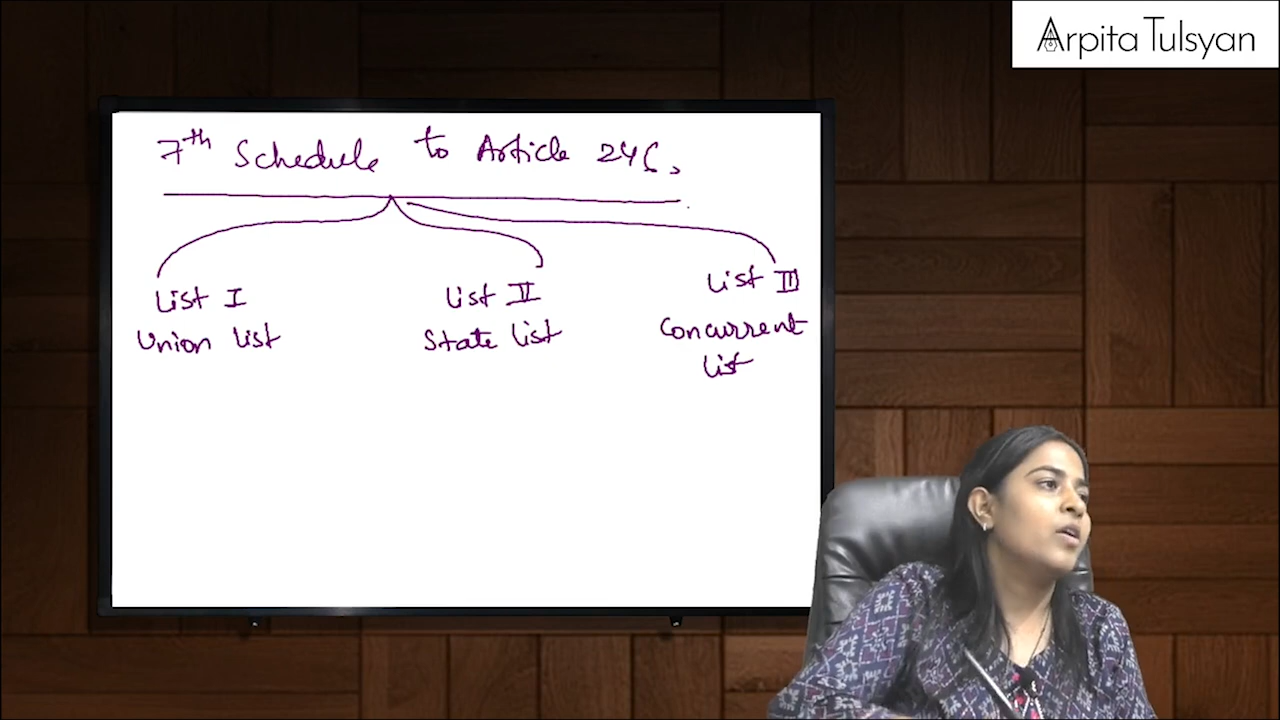 Arpita Tulsyan
7th Schedule to Article 246,
List I
Union list
List II
State list
List III
Concurrent
list